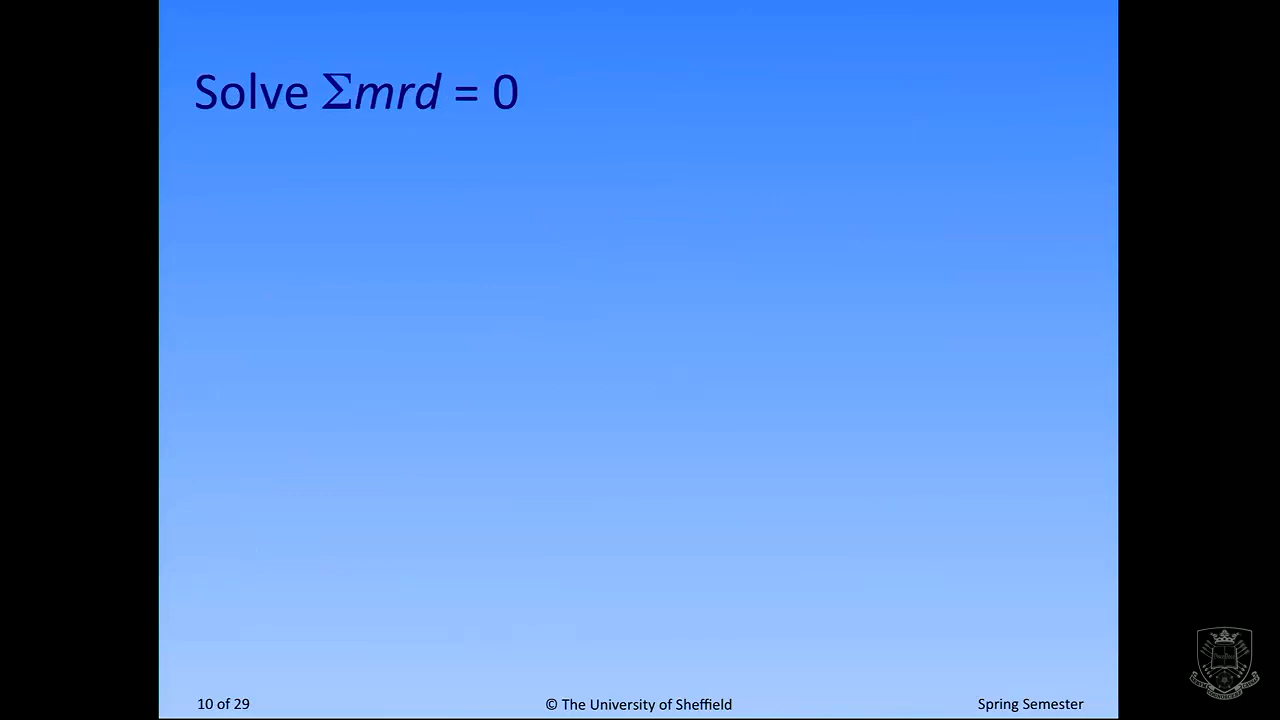 Solve Σmrd = 0
10 of 29
© The University of Sheffield
Spring Semester